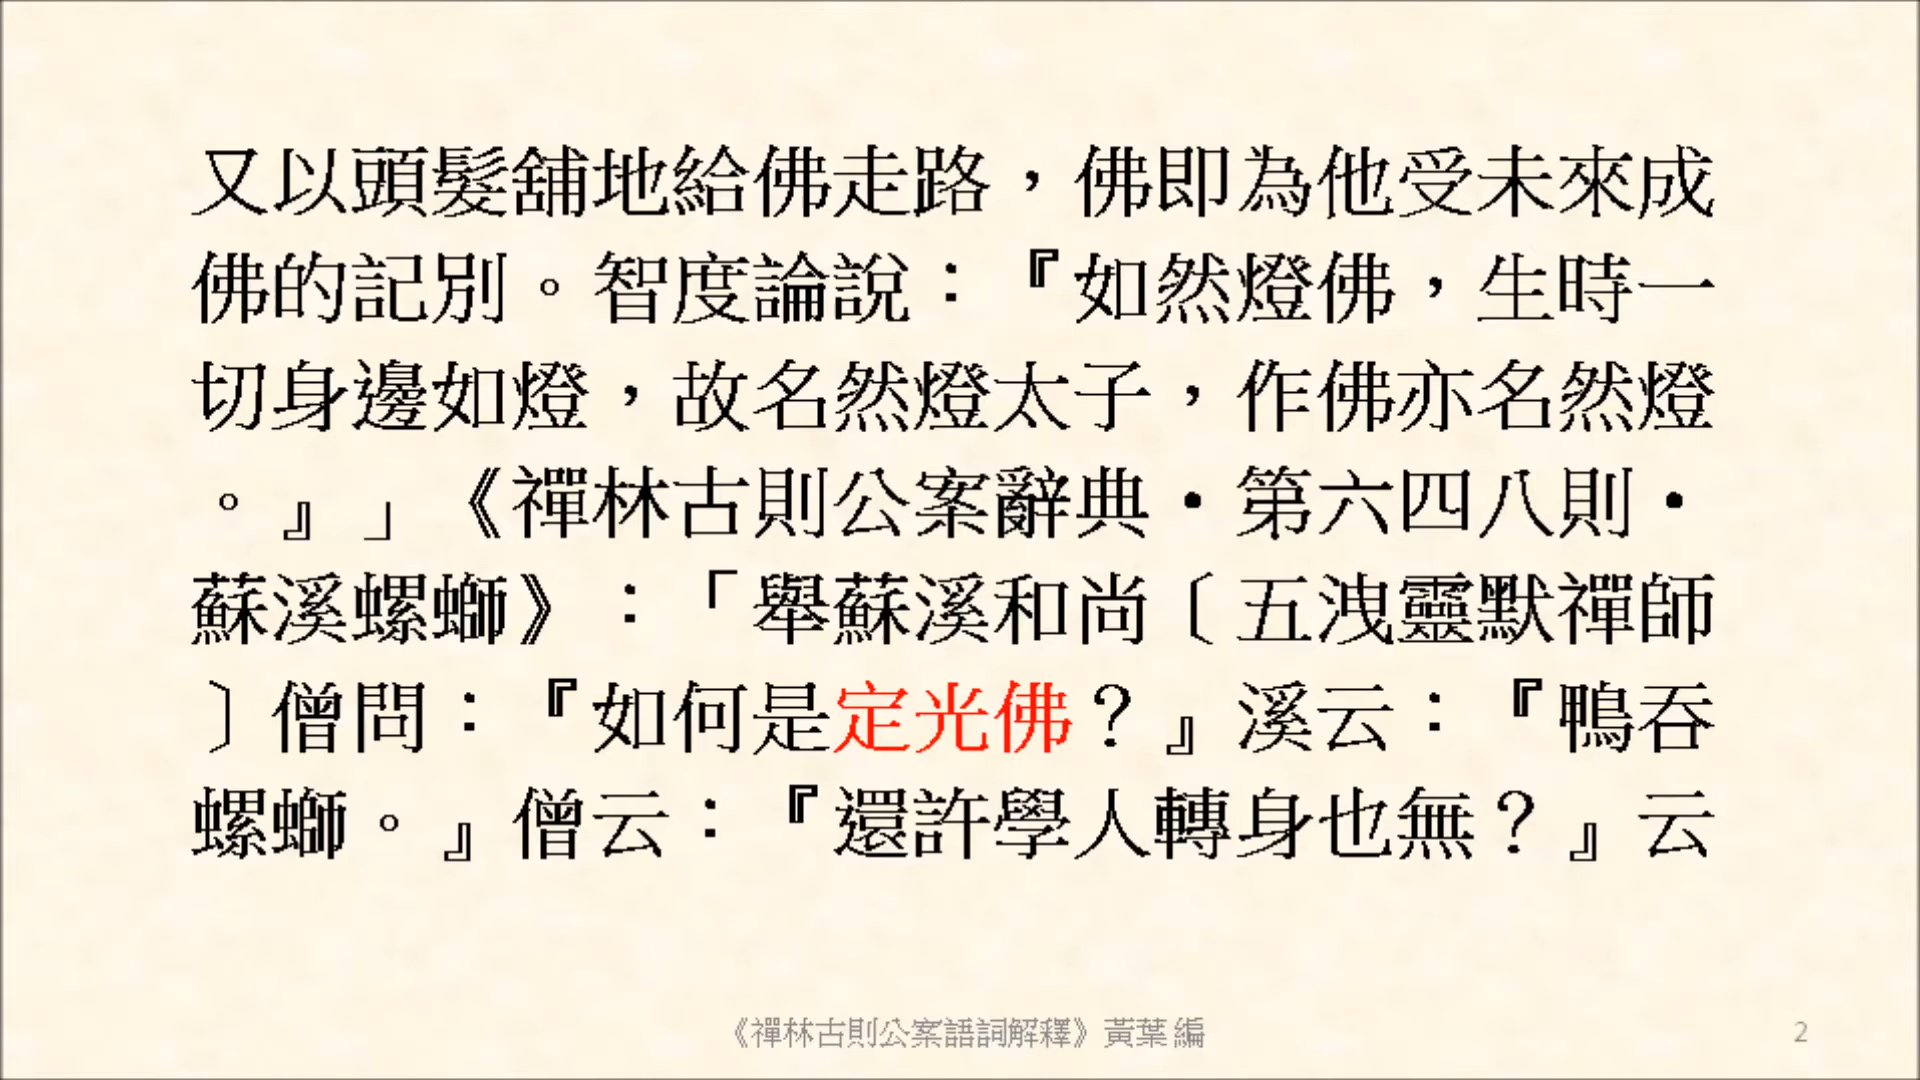 又以頭髮舖地給佛走路，佛即為他受未來成
佛的記別。智度論說：『如然燈佛，生時一
切身邊如燈，故名然燈太子，作佛亦名然燈
。』」《禪林古則公案辭典•第六四八則•
蘇溪螺螄》：「舉蘇溪和尚〔五洩靈默禪師
〕僧問：『如何是定光佛？』溪云：『鴨吞
螺螄。』僧云：『還許學人轉身也無？』云
《禪林古則公案語詞解釋》黃葉 編
2